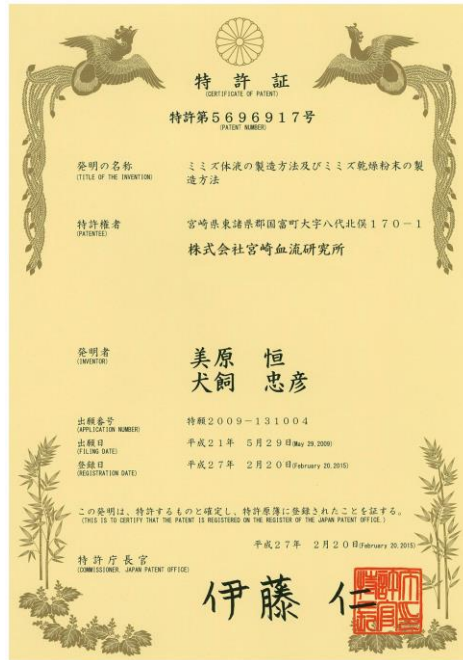 特許証
(CERTIFICATE OF PATENT)
特許第5696917号
(PATENT NUMBER)
発明の名称
(TITLE OF THE INVENTION)
ミミズ体液の製造方法及びミミズ乾燥粉末の製
造方法
特許権者
(PATENTEE)
宮崎県東諸県郡国富町大字八代北俣170-1
株式会社宮崎血流研究所
発明者
(INVENTOR)
美原 恒
犬飼 忠彦
出願番号
(APPLICATION NUMBER)
特願2009-131004
出願日
(FILING DATE)
平成21年 5月29日(May 29,2009)
登録日
(REGISTRATION DATE)
平成27年 2月20日(February 20,2015)
この発明は、特許するものと確定し、特許原簿に登録されたことを証する。
(THIS IS TO CERTIFY THAT THE PATENT IS REGISTERED ON THE REGISTER OF THE JAPAN PATENT OFFICE.)
平成27年 2月20日(February 20,2015)
特許庁長官
(COMMISSIONER, JAPAN PATENT OFFICE)
伊藤 仁